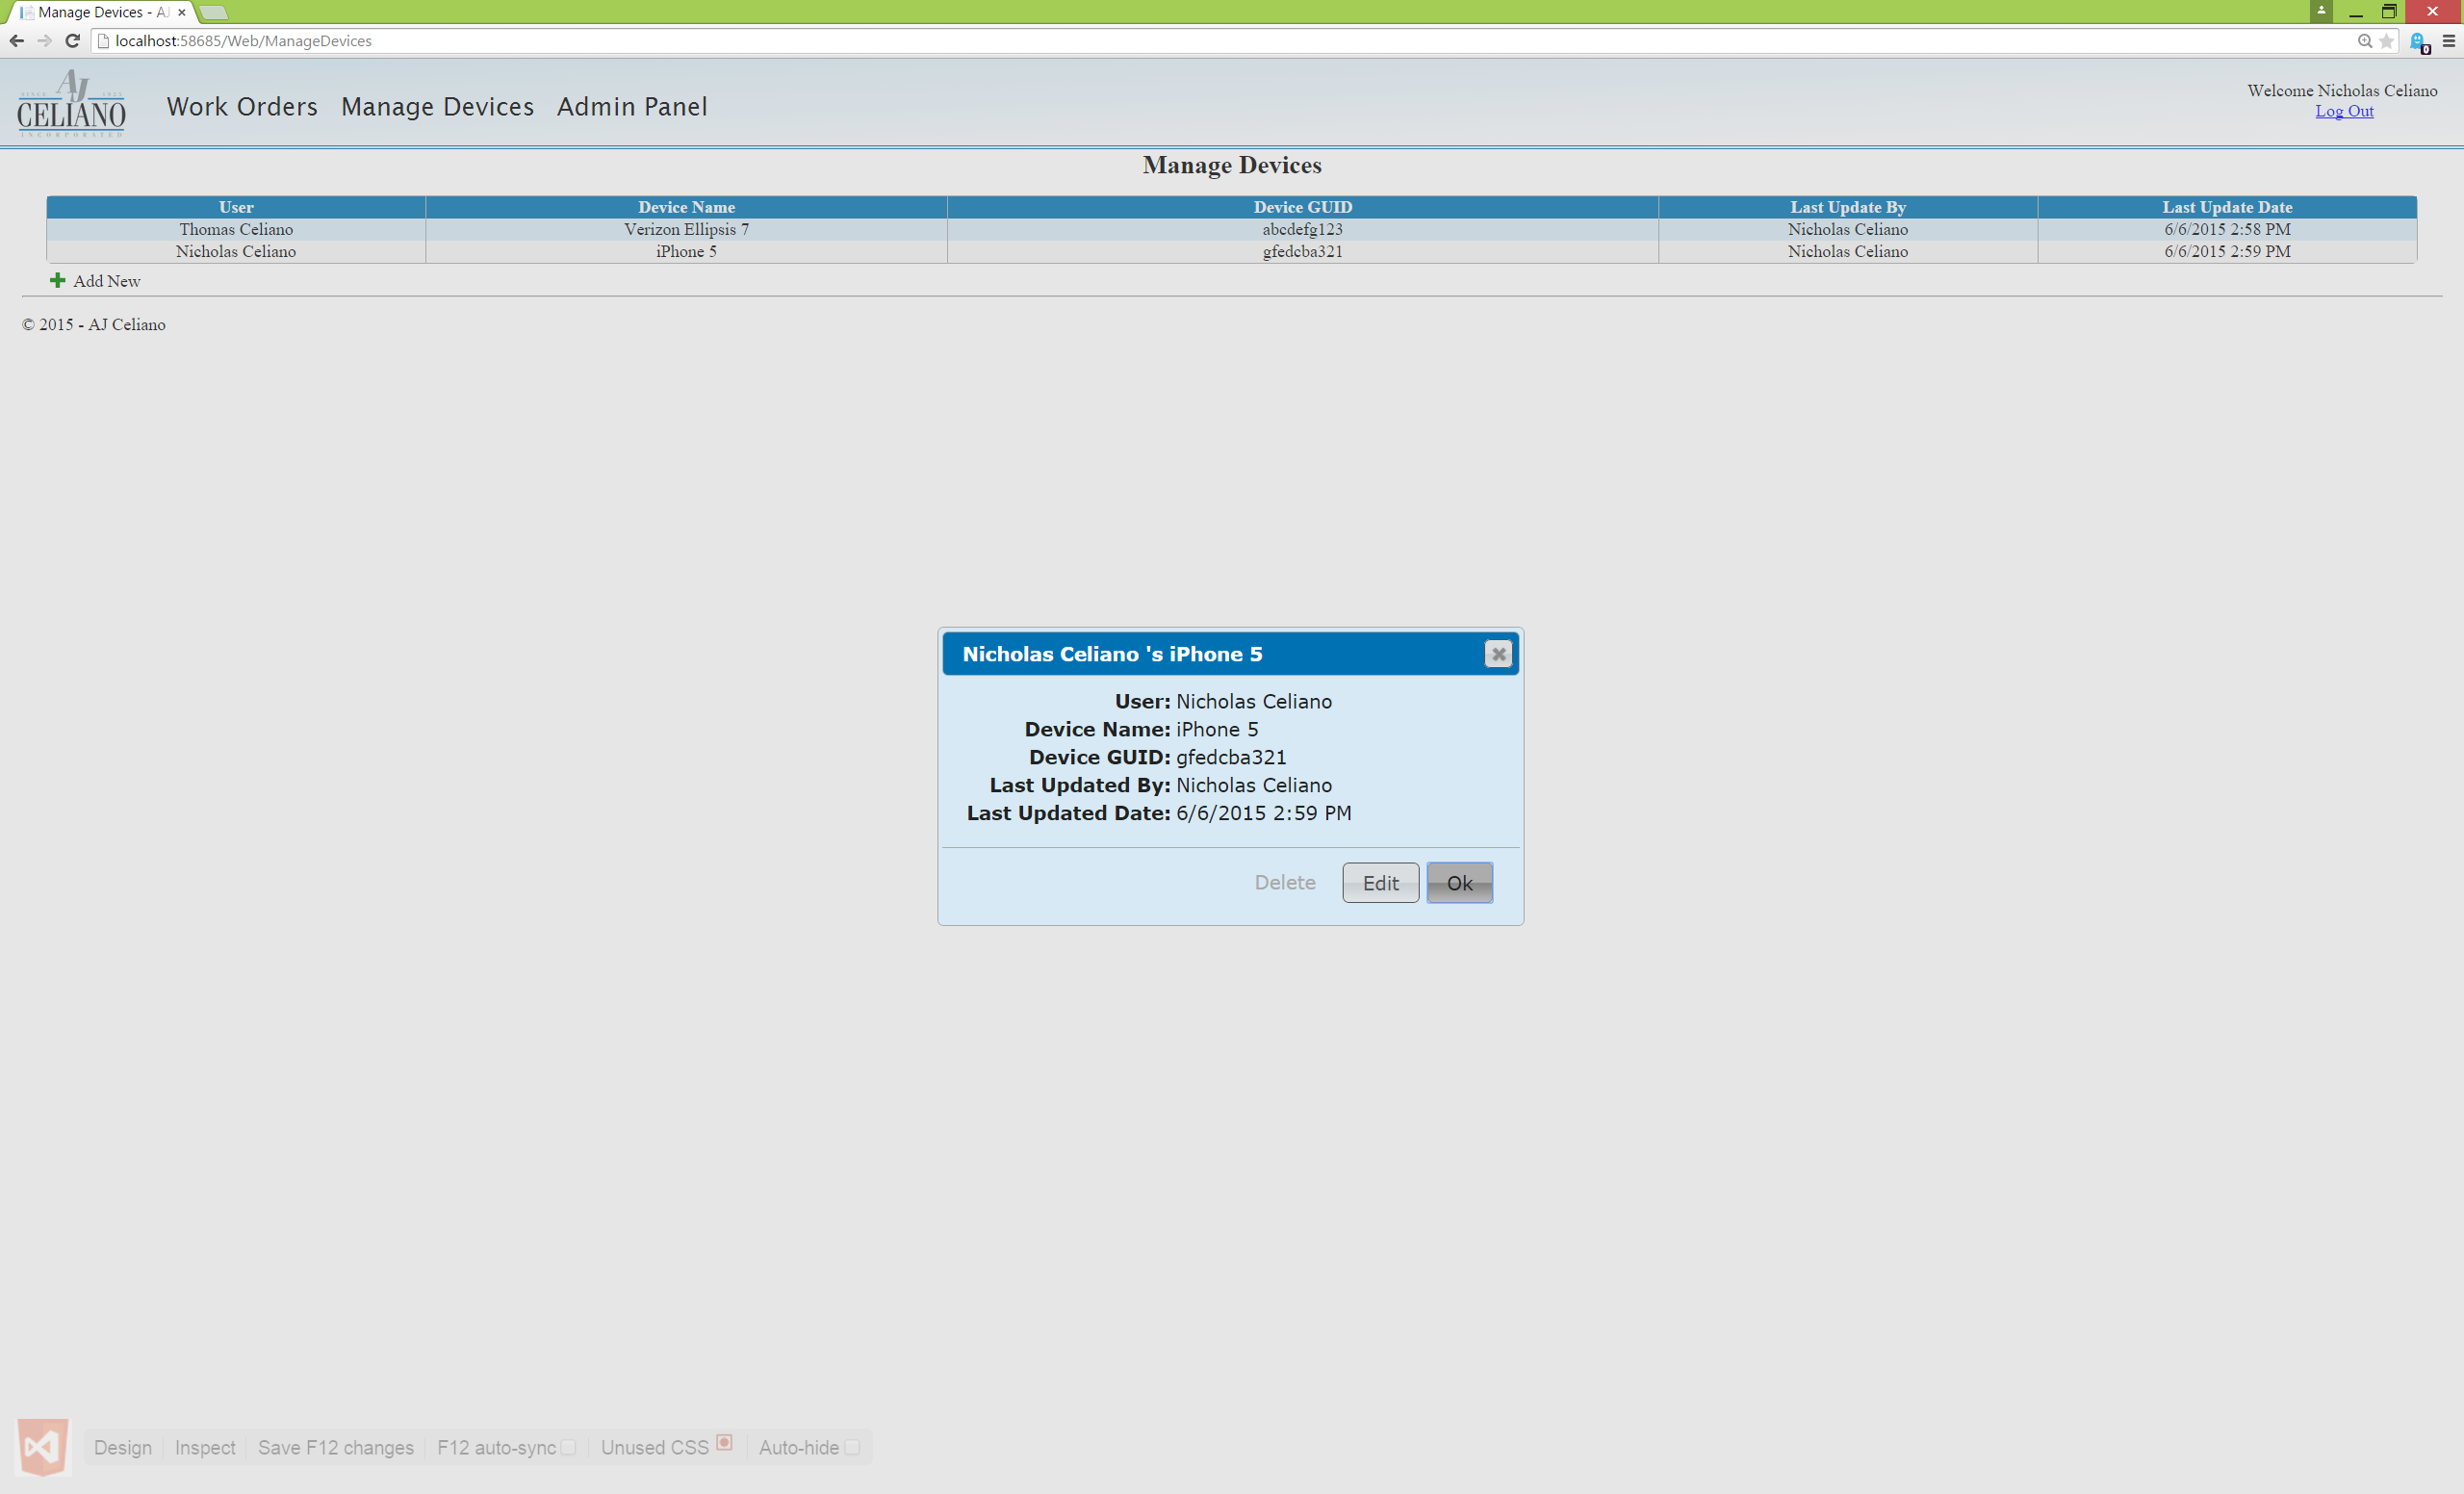 Manage Devices - AJ
localhost:58685/Web/ManageDevices
0
AJ
SINCE 1925
CELIANO
INCORPORATED
Work Orders Manage Devices Admin Panel
Welcome Nicholas Celiano
Log Out
Manage Devices
User Device Name Device GUID Last Update By Last Update Date
Thomas Celiano Verizon Ellipsis 7 abcdefg123 Nicholas Celiano 6/6/2015 2:58 PM
Nicholas Celiano iPhone 5 gfedcba321 Nicholas Celiano 6/6/2015 2:59 PM
Add New
© 2015 - AJ Celiano
Nicholas Celiano 's iPhone 5
User: Nicholas Celiano
Device Name: iPhone 5
Device GUID: gfedcba321
Last Updated By: Nicholas Celiano
Last Updated Date: 6/6/2015 2:59 PM
Delete Edit Ok
Design Inspect Save F12 changes F12 auto-sync Unused CSS Auto-hide